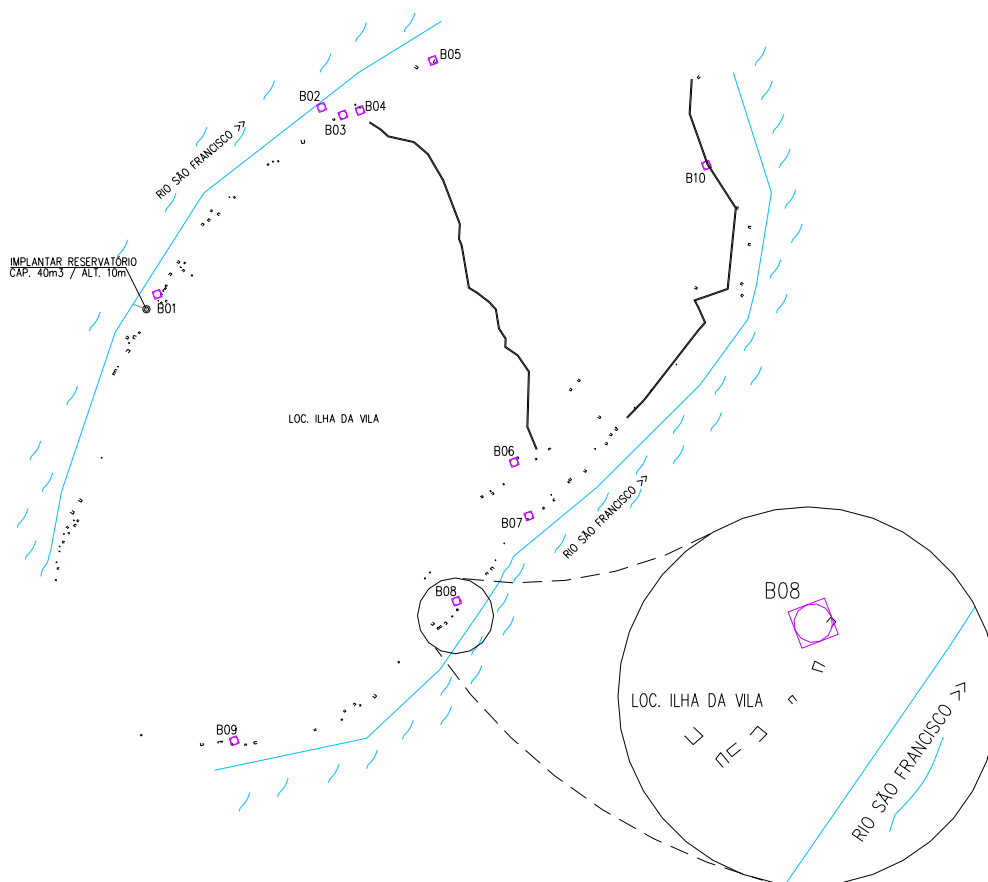 B05
B02
B04
B03
RIO SÃO FRANCISCO >>
B10
IMPLANTAR RESERVATÓRIO
CAP. 40m3 / ALT. 10m
B01
LOC. ILHA DA VILA
B06
B07
RIO SÃO FRANCISCO >>
B08
B08
LOC. ILHA DA VILA
RIO SÃO FRANCISCO >>
B09